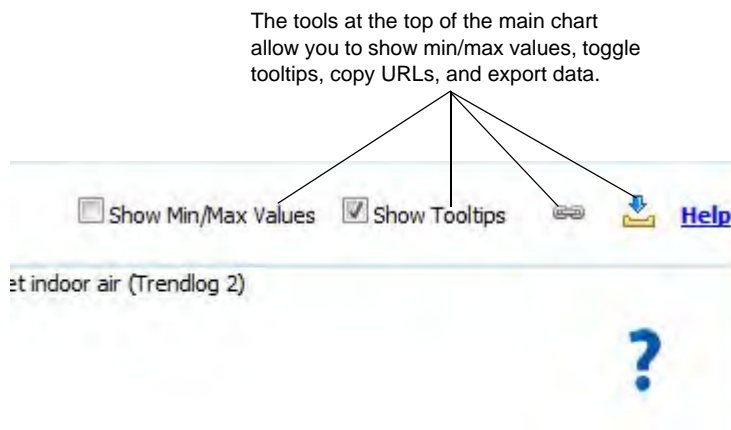 The tools at the top of the main chart
allow you to show min/max values, toggle
tooltips, copy URLs, and export data.
Show Min/Max Values Show Tooltips Help
et indoor air (Trendlog 2)
?